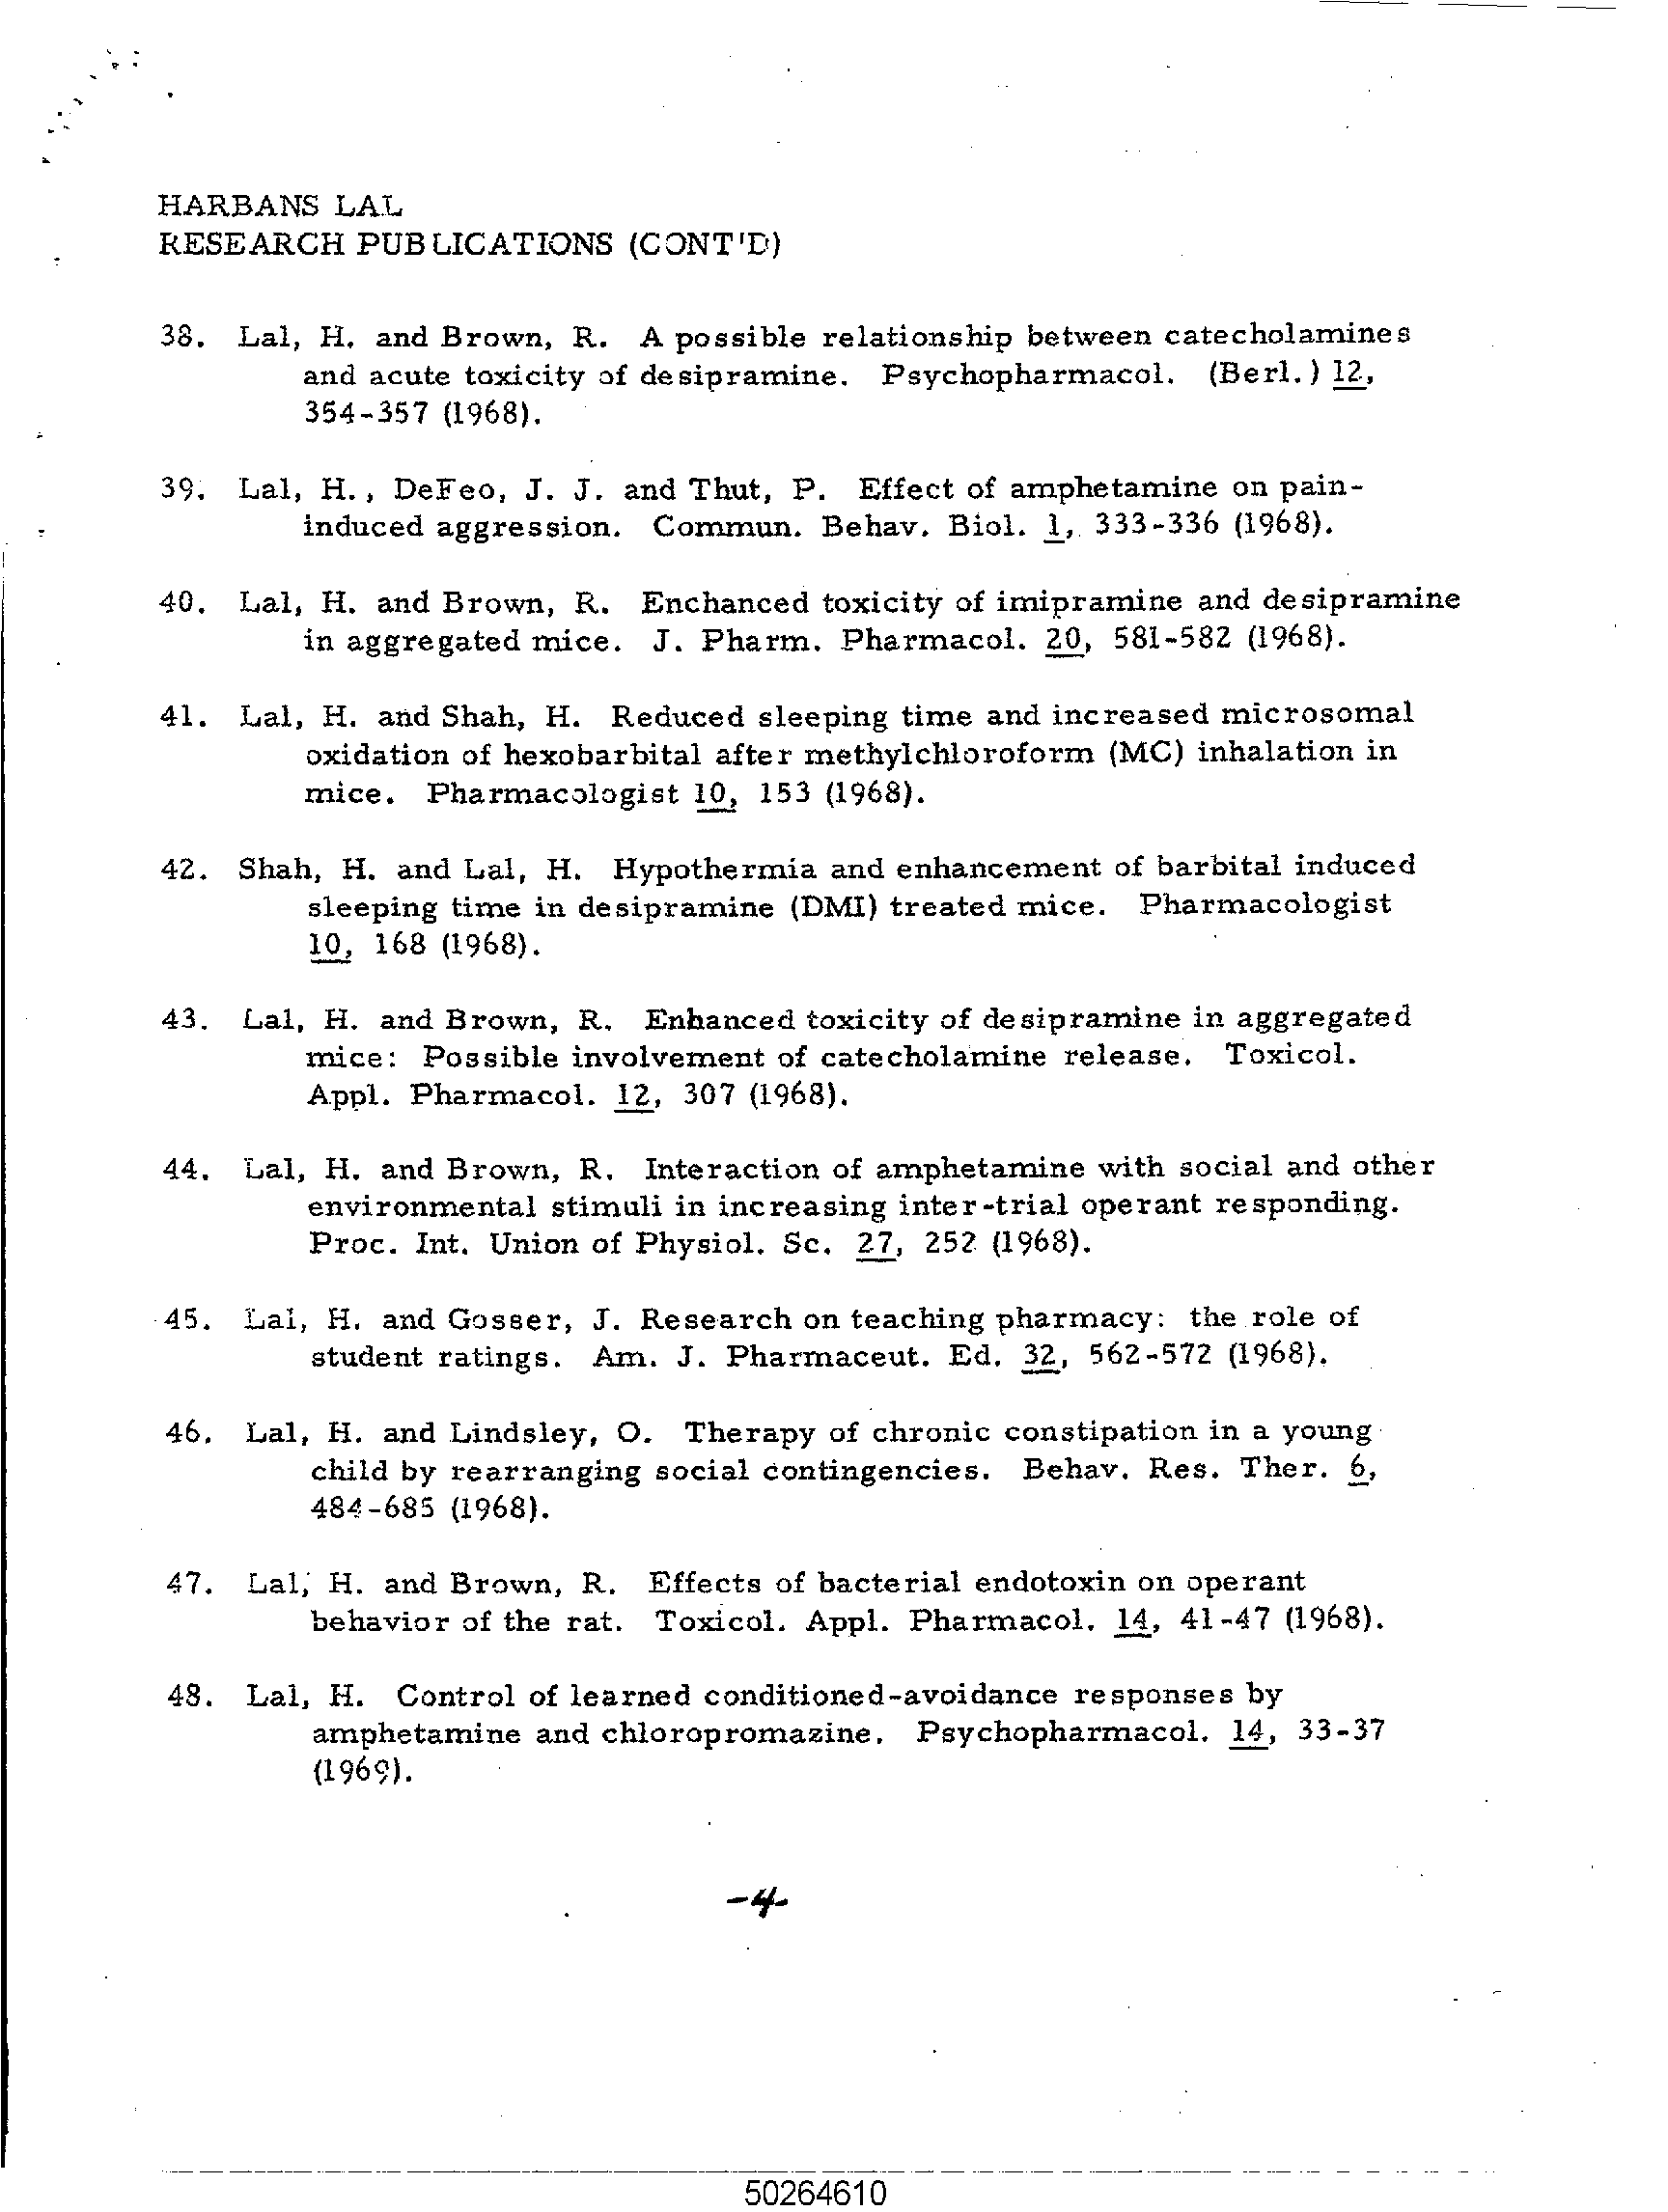 HARBANS LAL
RESEARCH PUBLICATIONS (CONT'D)
38. Lal, H. and Brown, R. A possible relationship between catecholamines
and acute toxicity of desipramine. Psychopharmacol. (Berl.) 12,
354-357 (1968).
39. Lal, H., DeFeo, J. J. and Thut, P. Effect of amphetamine on pain-
induced aggression. Commun. Behav. Biol. 1, 333-336 (1968).
40. Lal, H. and Brown, R. Enchanced toxicity of imipramine and desipramine
in aggregated mice. J. Pharm. Pharmacol. 20, 581-582 (1968).
41. Lal, H. and Shah, H. Reduced sleeping time and increased microsomal
oxidation of hexobarbital after methylchloroform (MC) inhalation in
mice. Pharmacologist 10, 153 (1968).
42. Shah, H. and Lal, H. Hypothermia and enhancement of barbital induced
sleeping time in desipramine (DMI) treated mice. Pharmacologist
10, 168 (1968).
43. Lal, H. and Brown, R. Enhanced toxicity of desipramine in aggregated
mice: Possible involvement of catecholamine release. Toxicol.
Appl. Pharmacol. 12, 307 (1968).
44. Lal, H. and Brown, R. Interaction of amphetamine with social and other
environmental stimuli in increasing inter-trial operant responding.
Proc. Int. Union of Physiol. Sc. 27, 252 (1968).
45. Lal, H. and Gosser, J. Research on teaching pharmacy: the role of
student ratings. Am. J. Pharmaceut. Ed. 32, 562-572 (1968).
46. Lal, H. and Lindsley, O. Therapy of chronic constipation in a young
child by rearranging social contingencies. Behav. Res. Ther. 6,
484-685 (1968).
47. Lal, H. and Brown, R. Effects of bacterial endotoxin on operant
behavior of the rat. Toxicol. Appl. Pharmacol. 14, 41-47 (1968).
48. Lal, H. Control of learned conditioned-avoidance responses by
amphetamine and chloropromazine. Psychopharmacol. 14, 33-37
(1969).
-4-
50264610